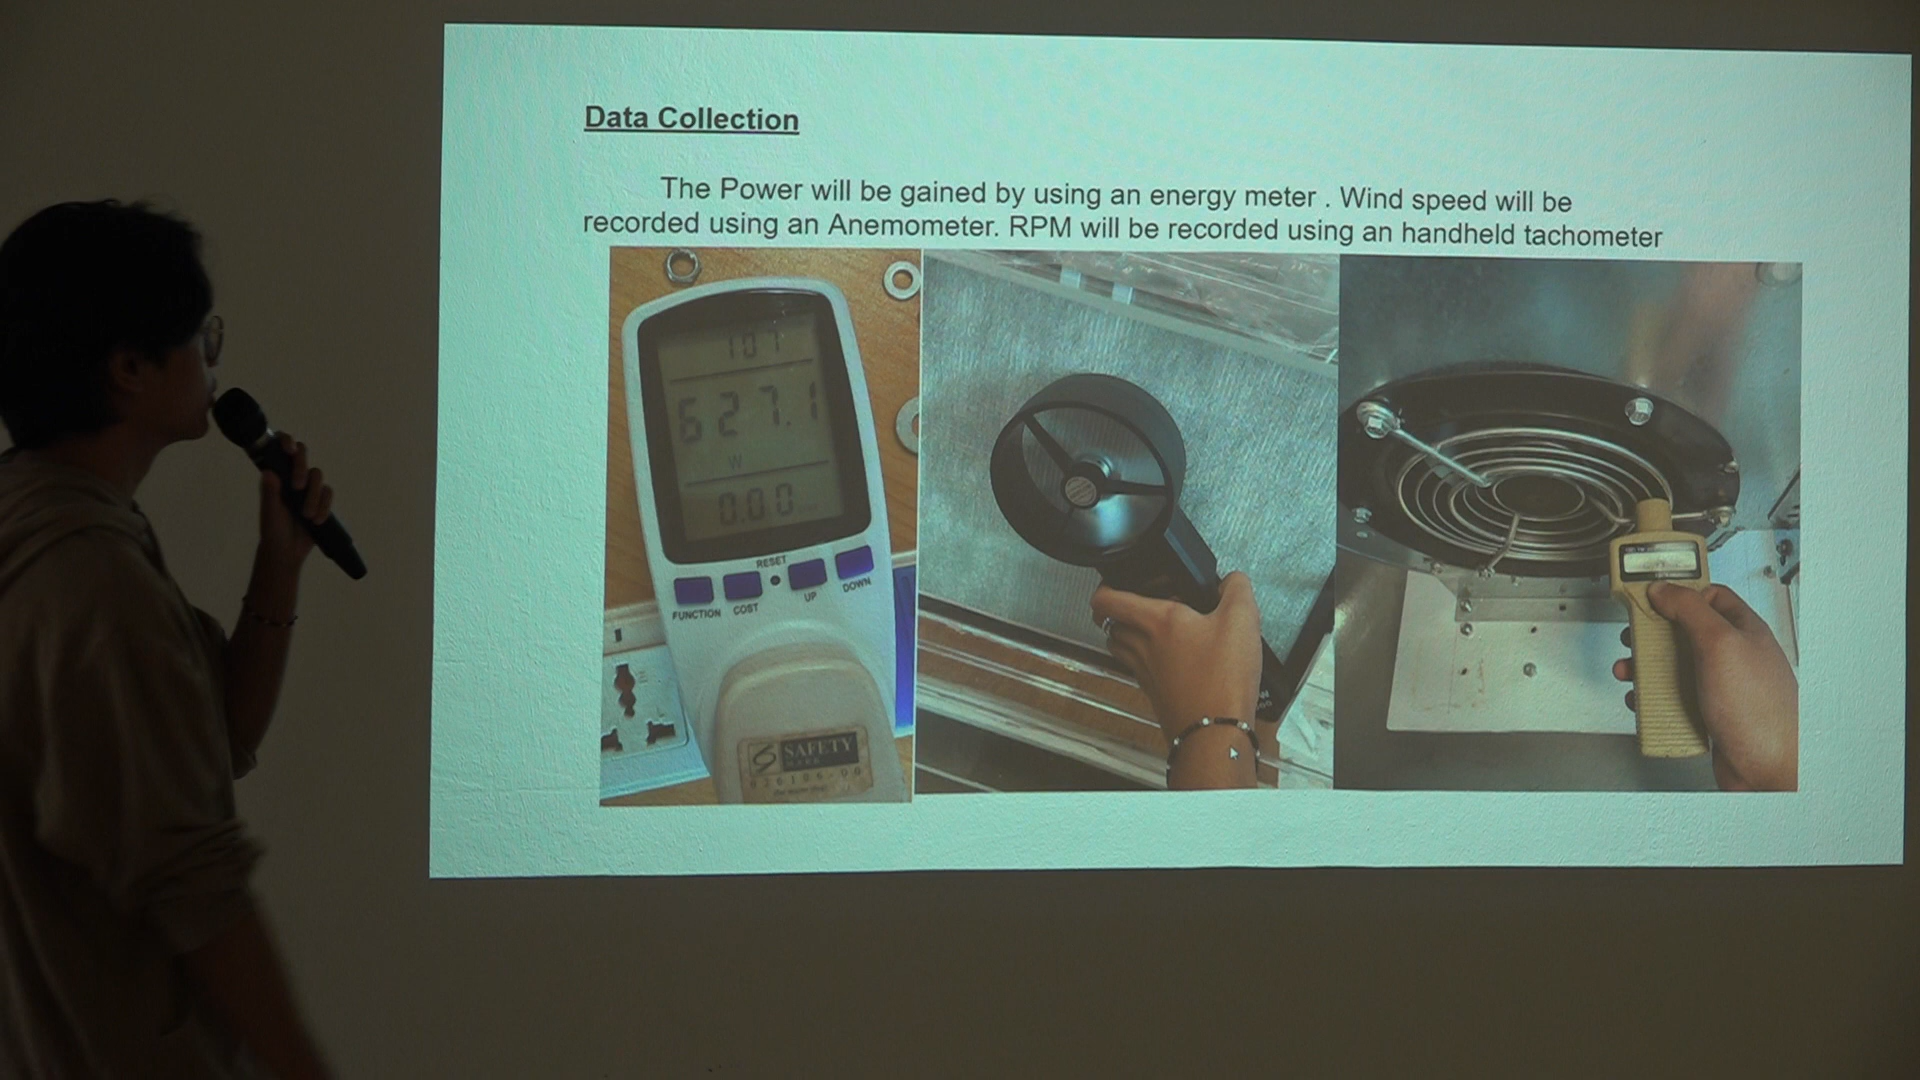 Data Collection
The Power will be gained by using an energy meter . Wind speed will be
recorded using an Anemometer. RPM will be recorded using an handheld tachometer
107
627.1
W
0.00
RESET
FUNCTION COST UP DOWN
SAFETY
MARK